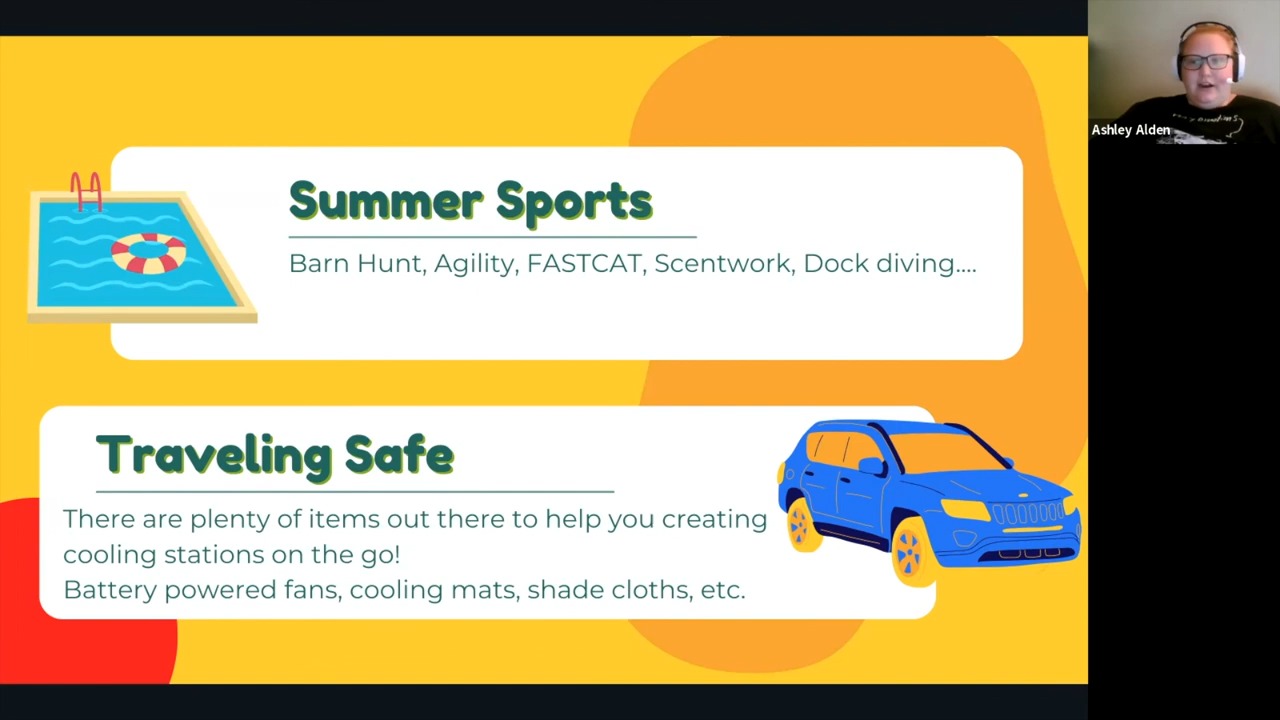 Summer Sports
Barn Hunt, Agility, FASTCAT, Scentwork, Dock diving....
Traveling Safe
There are plenty of items out there to help you creating
cooling stations on the go!
Battery powered fans, cooling mats, shade cloths, etc.
Ashley Alden